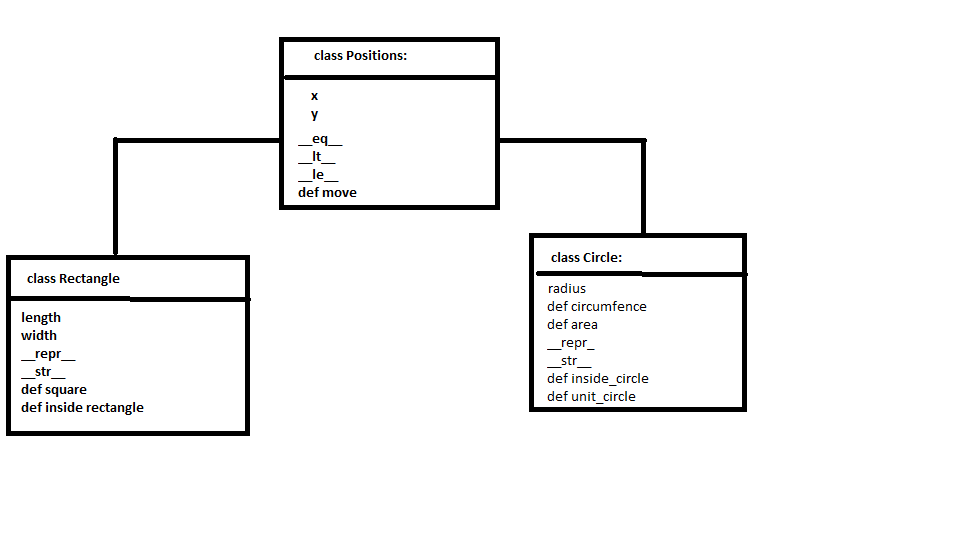 class Positions:
x
y
__eq__
__lt__
__le__
def move
class Rectangle
length
width
__repr__
__str__
def square
def inside rectangle
class Circle:
radius
def circumfence
def area
__repr_
__str__
def inside_circle
def unit_circle